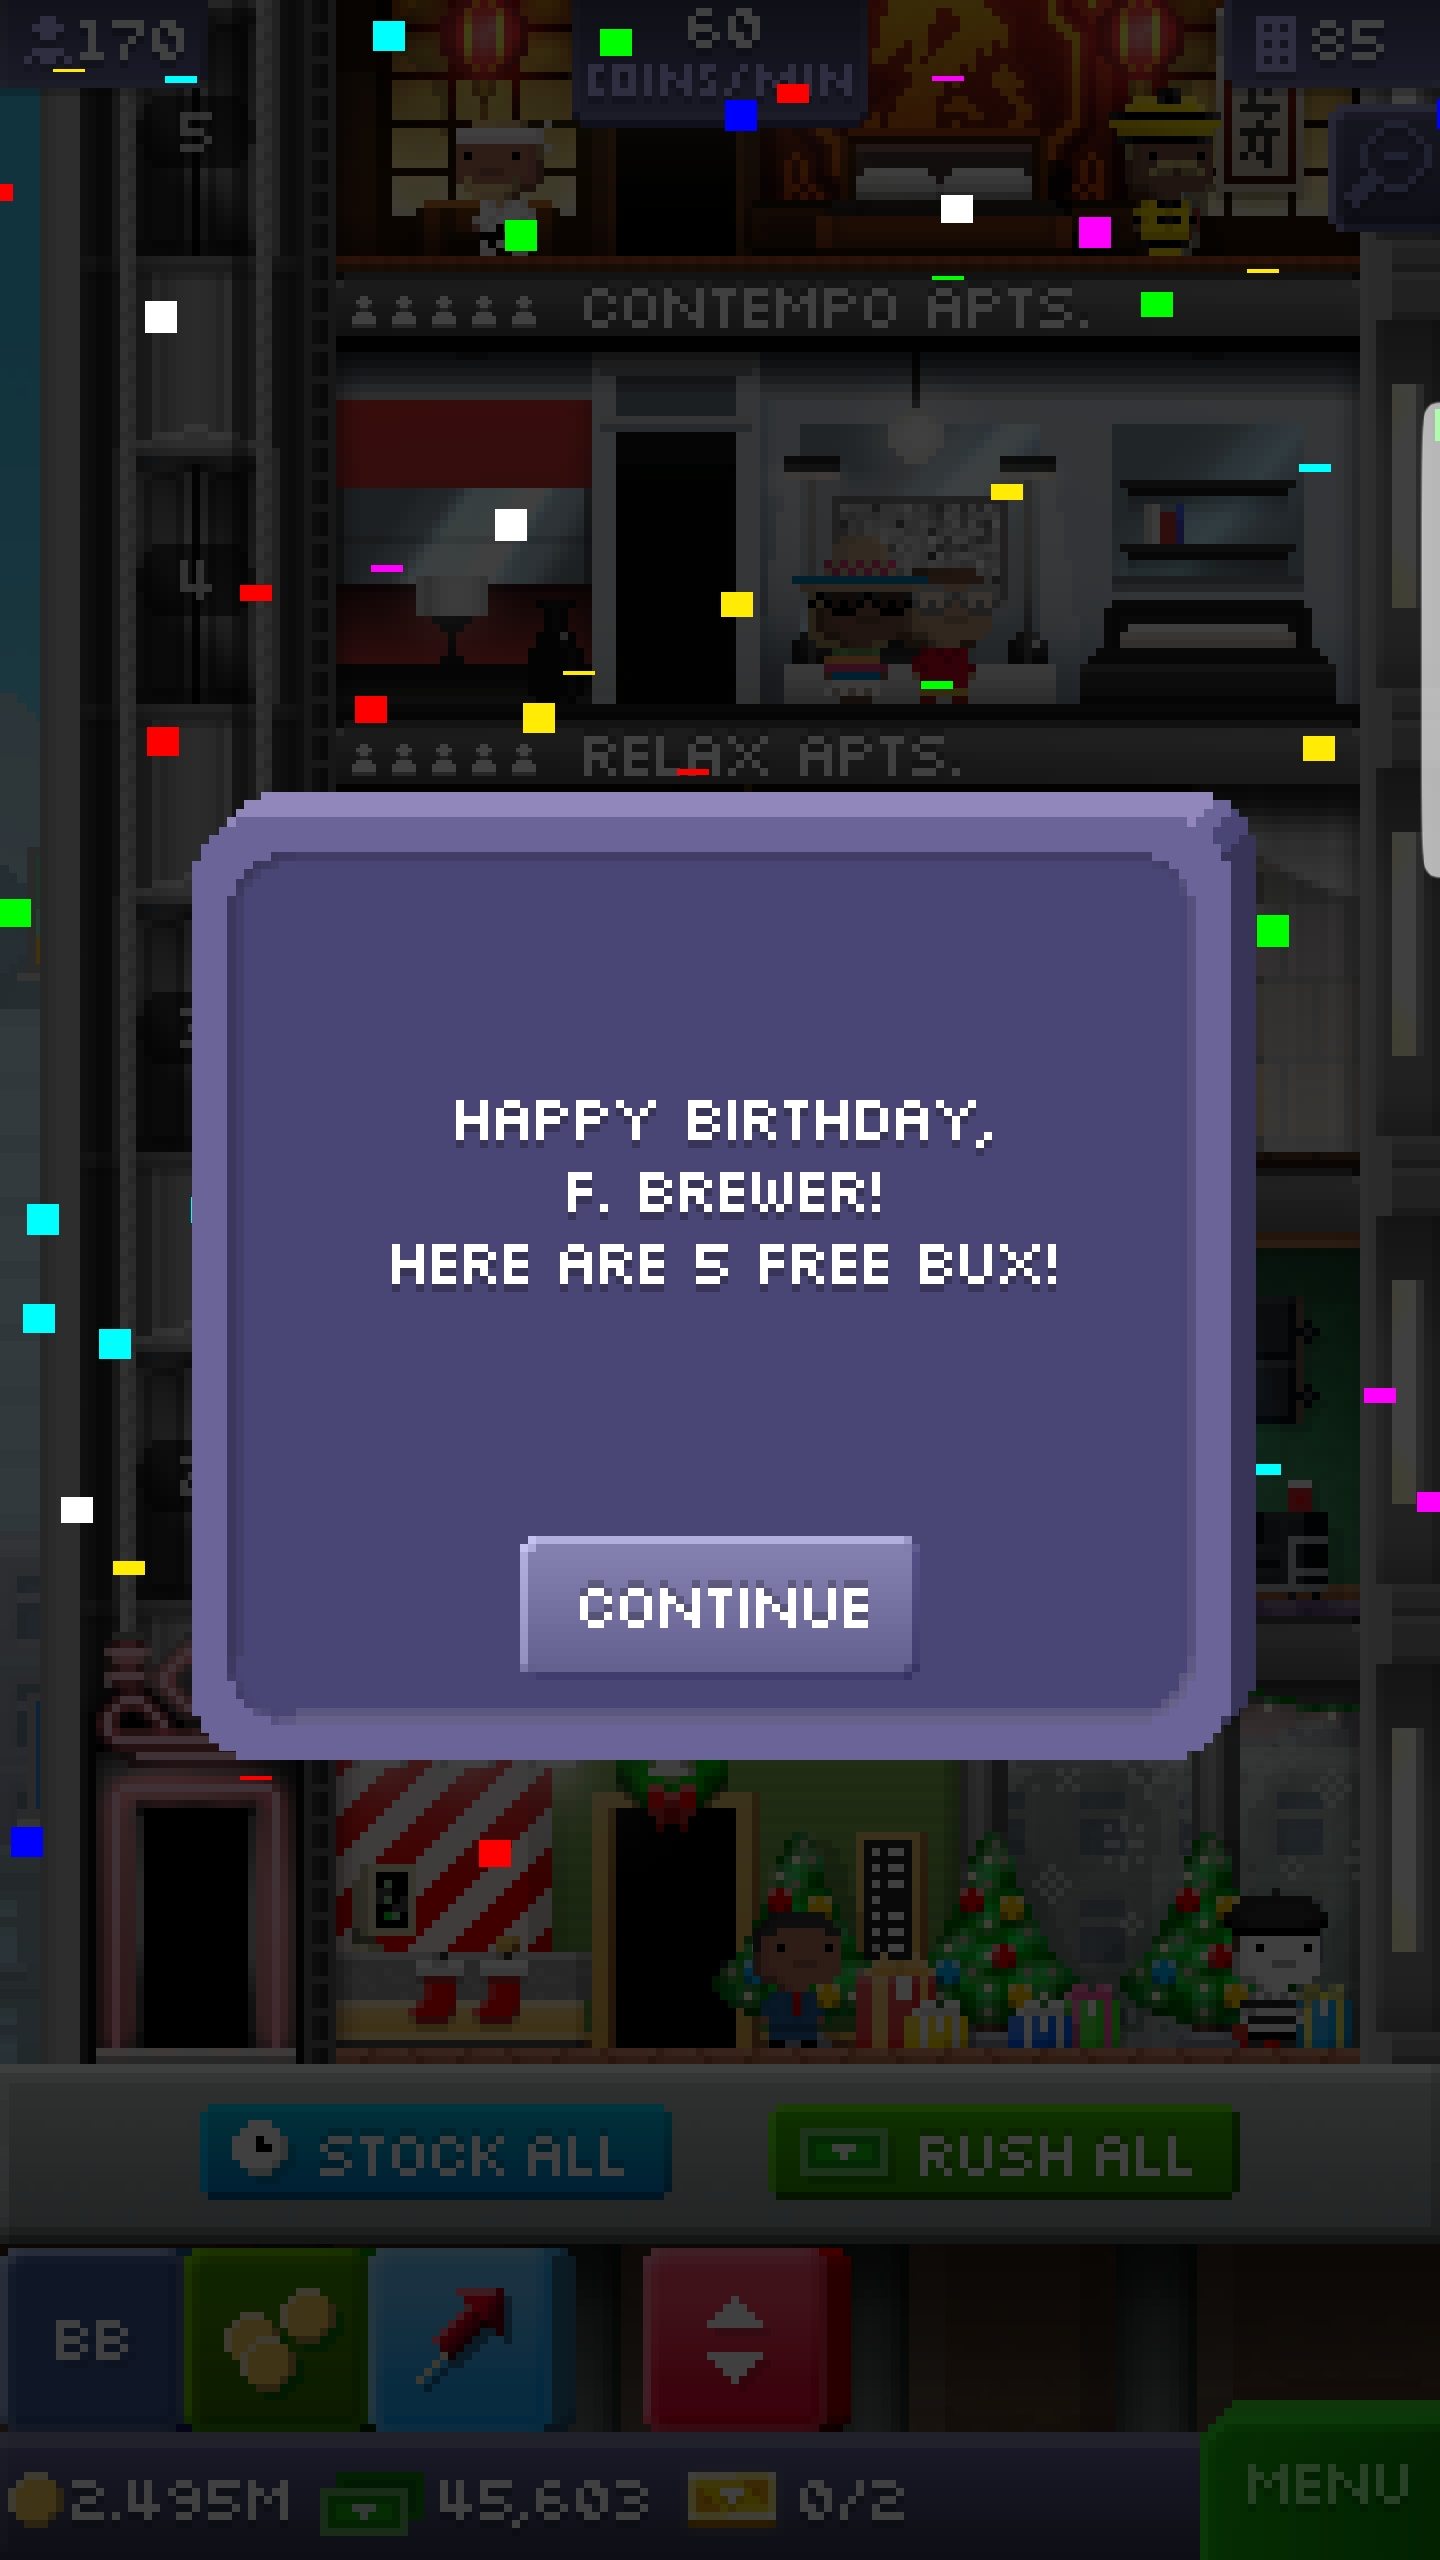 170
60
COINS/MIN
85
5
CONTEMPO APTS.
4
RELAX APTS.
HAPPY BIRTHDAY,
F. BREWER!
HERE ARE 5 FREE BUX!
CONTINUE
STOCK ALL
RUSH ALL
BB
2.495M
45,603
0/2
MENU